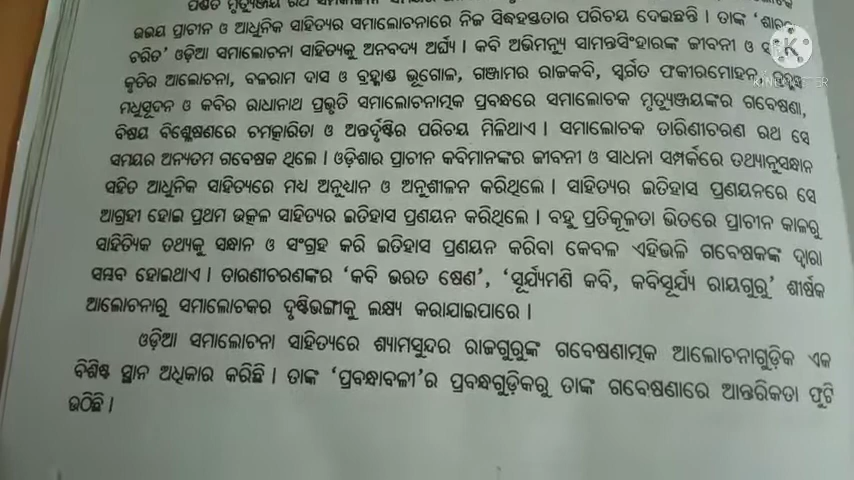 ପଣ୍ଡିତ ମୃତ୍ୟୁଞ୍ଜୟ ରଥ
ଉଭୟ ପ୍ରାଚୀନ ଓ ଆଧୁନିକ ସାହିତ୍ୟର ସମାଲୋଚନାରେ ନିଜ ସିଦ୍ଧହସ୍ତତାର ପରିଚୟ ଦେଇଛନ୍ତି । ତାଙ୍କ
ଚରିତ' ଓଡ଼ିଆ ସମାଲୋଚନା ସାହିତ୍ୟକୁ ଅନବଦ୍ୟ ଅର୍ଘ୍ୟ । କବି ଅଭିମନ୍ୟୁ ସାମନ୍ତସିଂହାରଙ୍କ ଜୀବନୀ ଓ
କୃତିର ଆଲୋଚନା, ବଳରାମ ଦାସ ଓ ବ୍ରହ୍ମାଣ୍ଡ ଭୂଗୋଳ, ଗଞ୍ଜାମର ରାଜକବି, ସ୍ୱର୍ଗତ ଫକୀରମୋହନ,
ମଧୁସୂଦନ ଓ କବିର ରାଧାନାଥ ପ୍ରଭୃତି ସମାଲୋଚନାତ୍ମକ ପ୍ରବନ୍ଧରେ ସମାଲୋଚକ ମୃତ୍ୟୁଞ୍ଜୟଙ୍କର ଗବେଷଣା,
ବିଷୟ ବିଶ୍ଳେଷଣରେ ଚମତ୍କାରିତା ଓ ଅନ୍ତର୍ଦୃଷ୍ଟିର ପରିଚୟ ମିଳିଥାଏ । ସମାଲୋଚକ ତାରିଣୀଚରଣ ରଥ ସେ
ସମୟର ଅନ୍ୟତମ ଗବେଷକ ଥିଲେ । ଓଡ଼ିଶାର ପ୍ରାଚୀନ କବିମାନଙ୍କର ଜୀବନୀ ଓ ସାଧନା ସମ୍ପର୍କରେ ତଥ୍ୟାନୁସନ୍ଧାନ
ସହିତ ଆଧୁନିକ ସାହିତ୍ୟରେ ମଧ୍ୟ ଅନୁଧ୍ୟାନ ଓ ଅନୁଶୀଳନ କରିଥିଲେ । ସାହିତ୍ୟର ଇତିହାସ ପ୍ରଣୟନରେ ସେ
ଆଗ୍ରହୀ ହୋଇ ପ୍ରଥମ ଉତ୍କଳ ସାହିତ୍ୟର ଇତିହାସ ପ୍ରଣୟନ କରିଥିଲେ । ବହୁ ପ୍ରତିକୂଳତା ଭିତରେ ପ୍ରାଚୀନ କାଳରୁ
ସାହିତ୍ୟିକ ତଥ୍ୟକୁ ସନ୍ଧାନ ଓ ସଂଗ୍ରହ କରି ଇତିହାସ ପ୍ରଣୟନ କରିବା କେବଳ ଏହିଭଳି ଗବେଷକଙ୍କ ଦ୍ୱାରା
ସମ୍ଭବ ହୋଇଥାଏ । ତାରଣୀଚରଣଙ୍କର 'କବି ଭରତ ଷେଣ', 'ସୂର୍ଯ୍ୟମଣି କବି, କବିସୂର୍ଯ୍ୟ ରାୟଗୁରୁ' ଶୀର୍ଷକ
ଆଲୋଚନାରୁ ସମାଲୋଚକର ଦୃଷ୍ଟିଭଙ୍ଗୀକୁ ଲକ୍ଷ୍ୟ କରାଯାଇପାରେ ।
ଓଡ଼ିଆ ସମାଲୋଚନା ସାହିତ୍ୟରେ ଶ୍ୟାମସୁନ୍ଦର ରାଜଗୁରୁଙ୍କ ଗବେଷଣାତ୍ମକ ଆଲୋଚନାଗୁଡ଼ିକ ଏକ
ବିଶିଷ୍ଟ ସ୍ଥାନ ଅଧିକାର କରିଛି । ତାଙ୍କ 'ପ୍ରବନ୍ଧାବଳୀ'ର ପ୍ରବନ୍ଧଗୁଡ଼ିକରୁ ତାଙ୍କ ଗବେଷଣାରେ ଆନ୍ତରିକତା ଫୁଟି
ଉଠିଛି ।
KINEMASTER